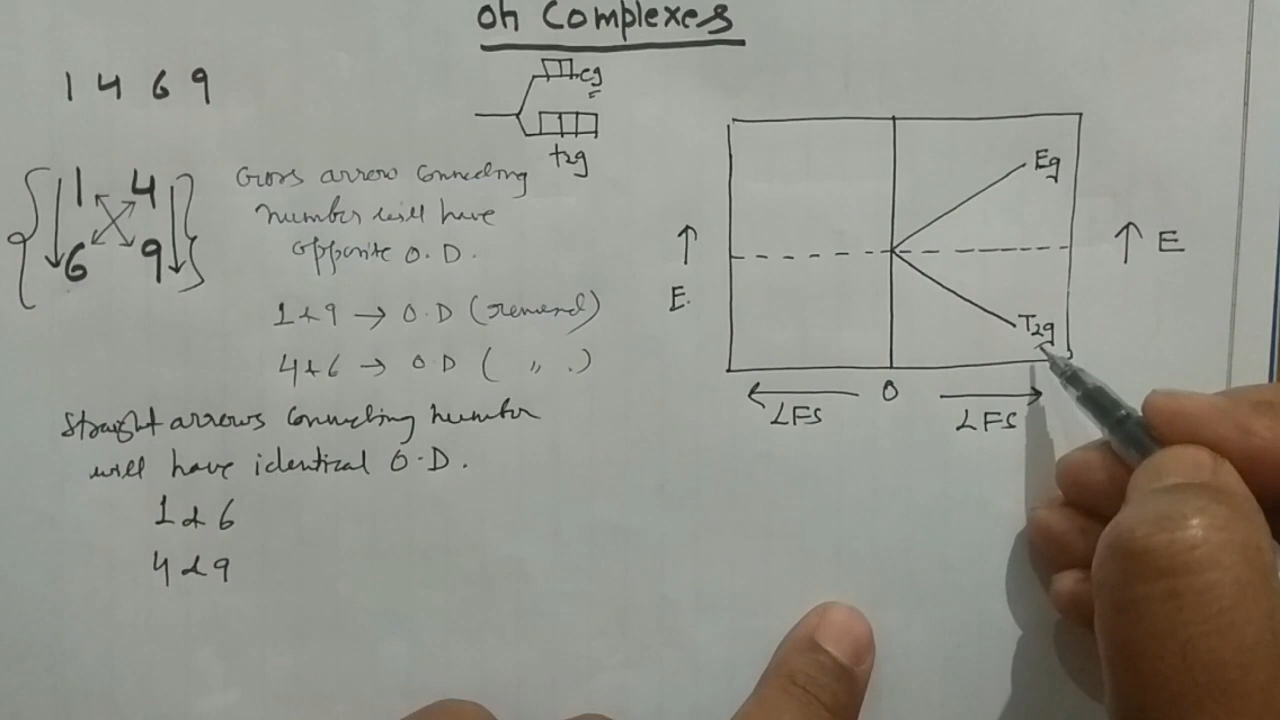 Oh Complexes
1 4 6 9
eg
t2g
1 4
6 9
Cross arrow connecting
number will have
opposite O.D.
1 & 9 → O.D (reversed)
4 & 6 → O D ( ,, .)
Straight arrows connecting number
will have identical O.D.
1 & 6
4 & 9
Eg
↑ E
↑ E.
T2g
← 0 →
LFS LFS